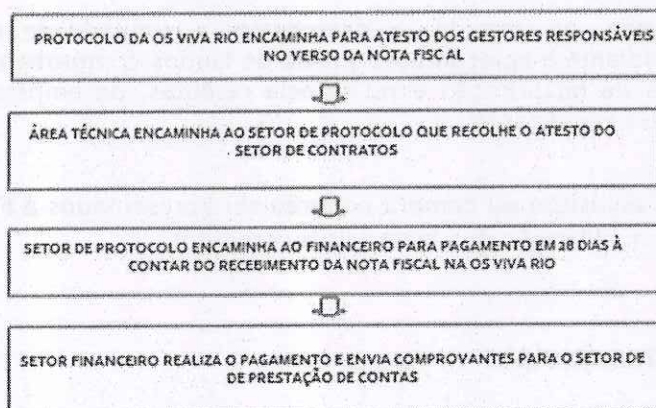 PROTOCOLO DA OS VIVA RIO ENCAMINHA PARA ATESTO DOS GESTORES RESPONSÁVEIS
NO VERSO DA NOTA FISCAL
ÁREA TÉCNICA ENCAMINHA AO SETOR DE PROTOCOLO QUE RECOLHE O ATESTO DO
SETOR DE CONTRATOS
SETOR DE PROTOCOLO ENCAMINHA AO FINANCEIRO PARA PAGAMENTO EM 28 DIAS À
CONTAR DO RECEBIMENTO DA NOTA FISCAL NA OS VIVA RIO
SETOR FINANCEIRO REALIZA O PAGAMENTO E ENVIA COMPROVANTES PARA O SETOR DE
DE PRESTAÇÃO DE CONTAS